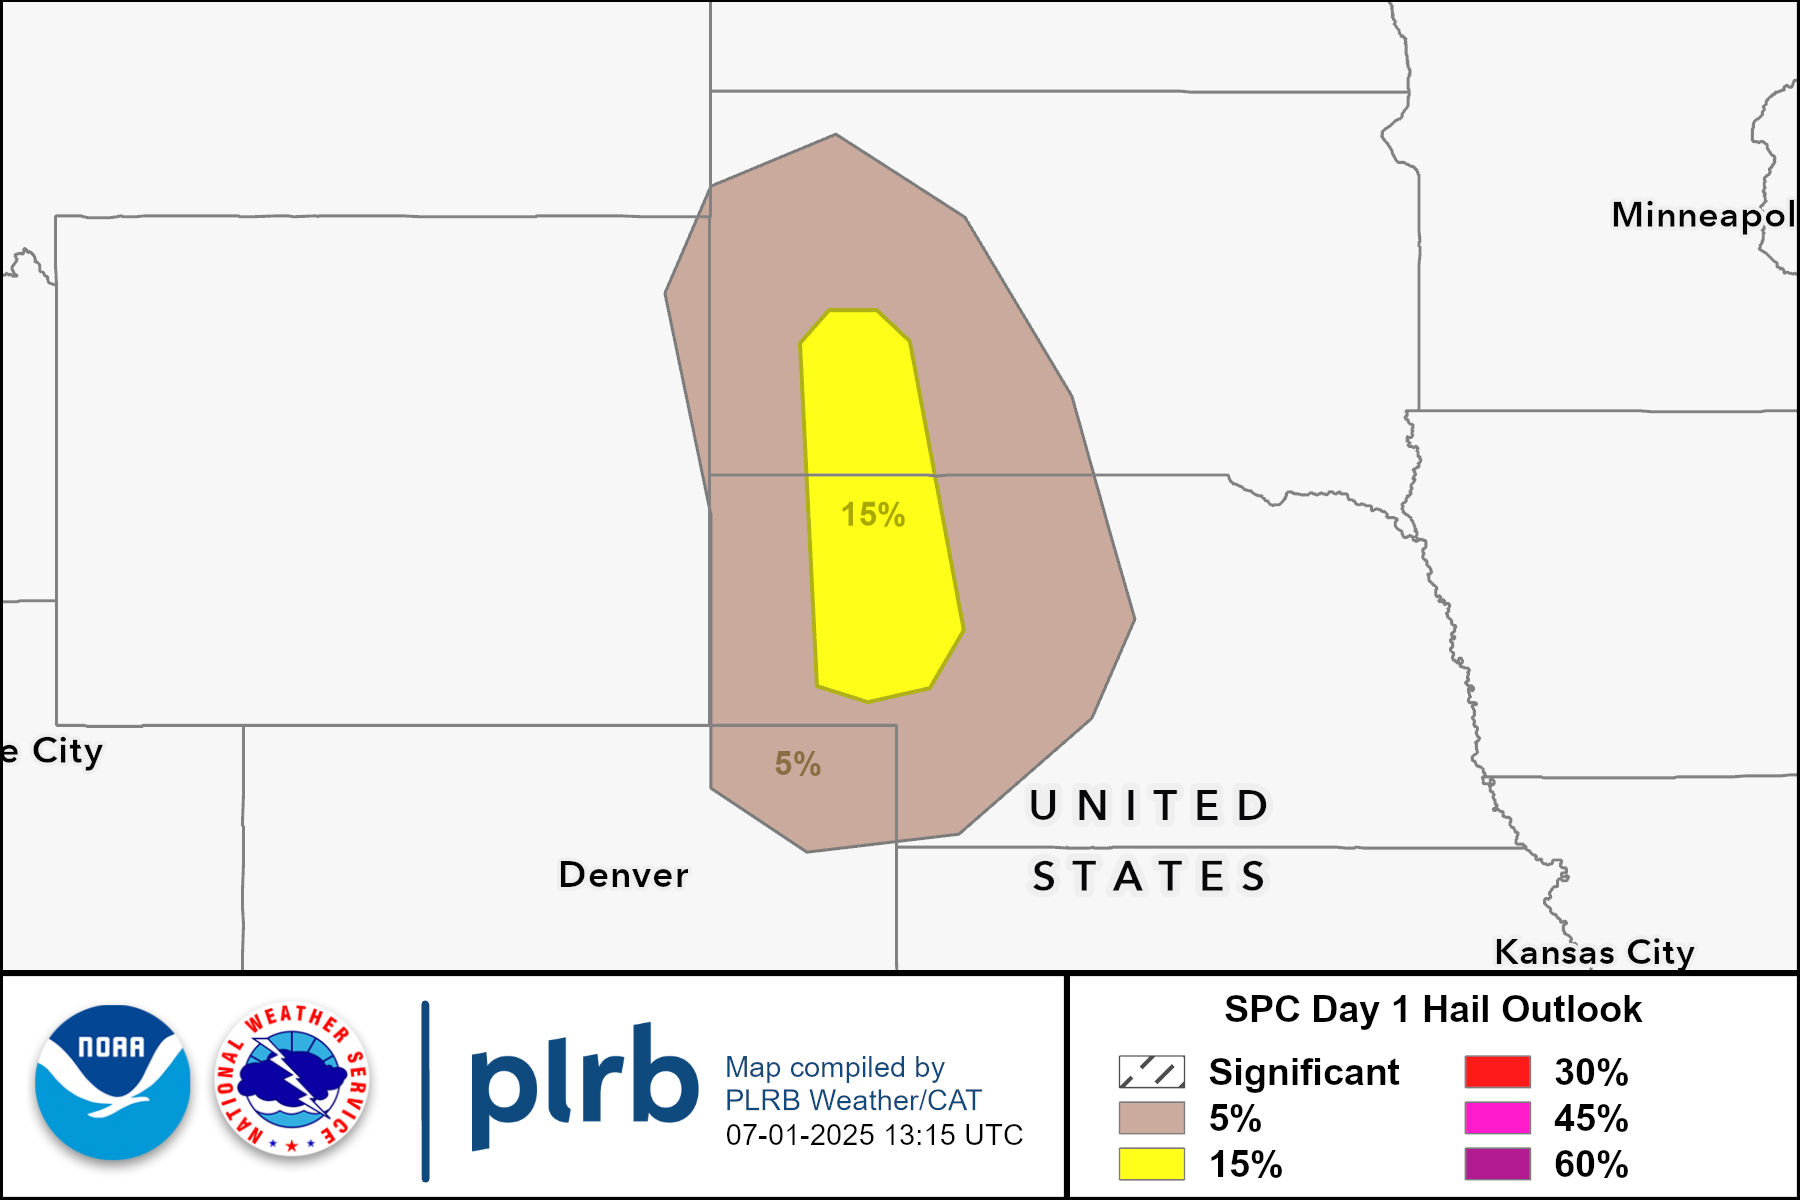 Minneapol
15%
e City
5%
UNITED
STATES
Denver
Kansas City
NOAA
NATIONAL WEATHER SERVICE
plrb
Map compiled by
PLRB Weather/CAT
07-01-2025 13:15 UTC
SPC Day 1 Hail Outlook
Significant
5%
15%
30%
45%
60%